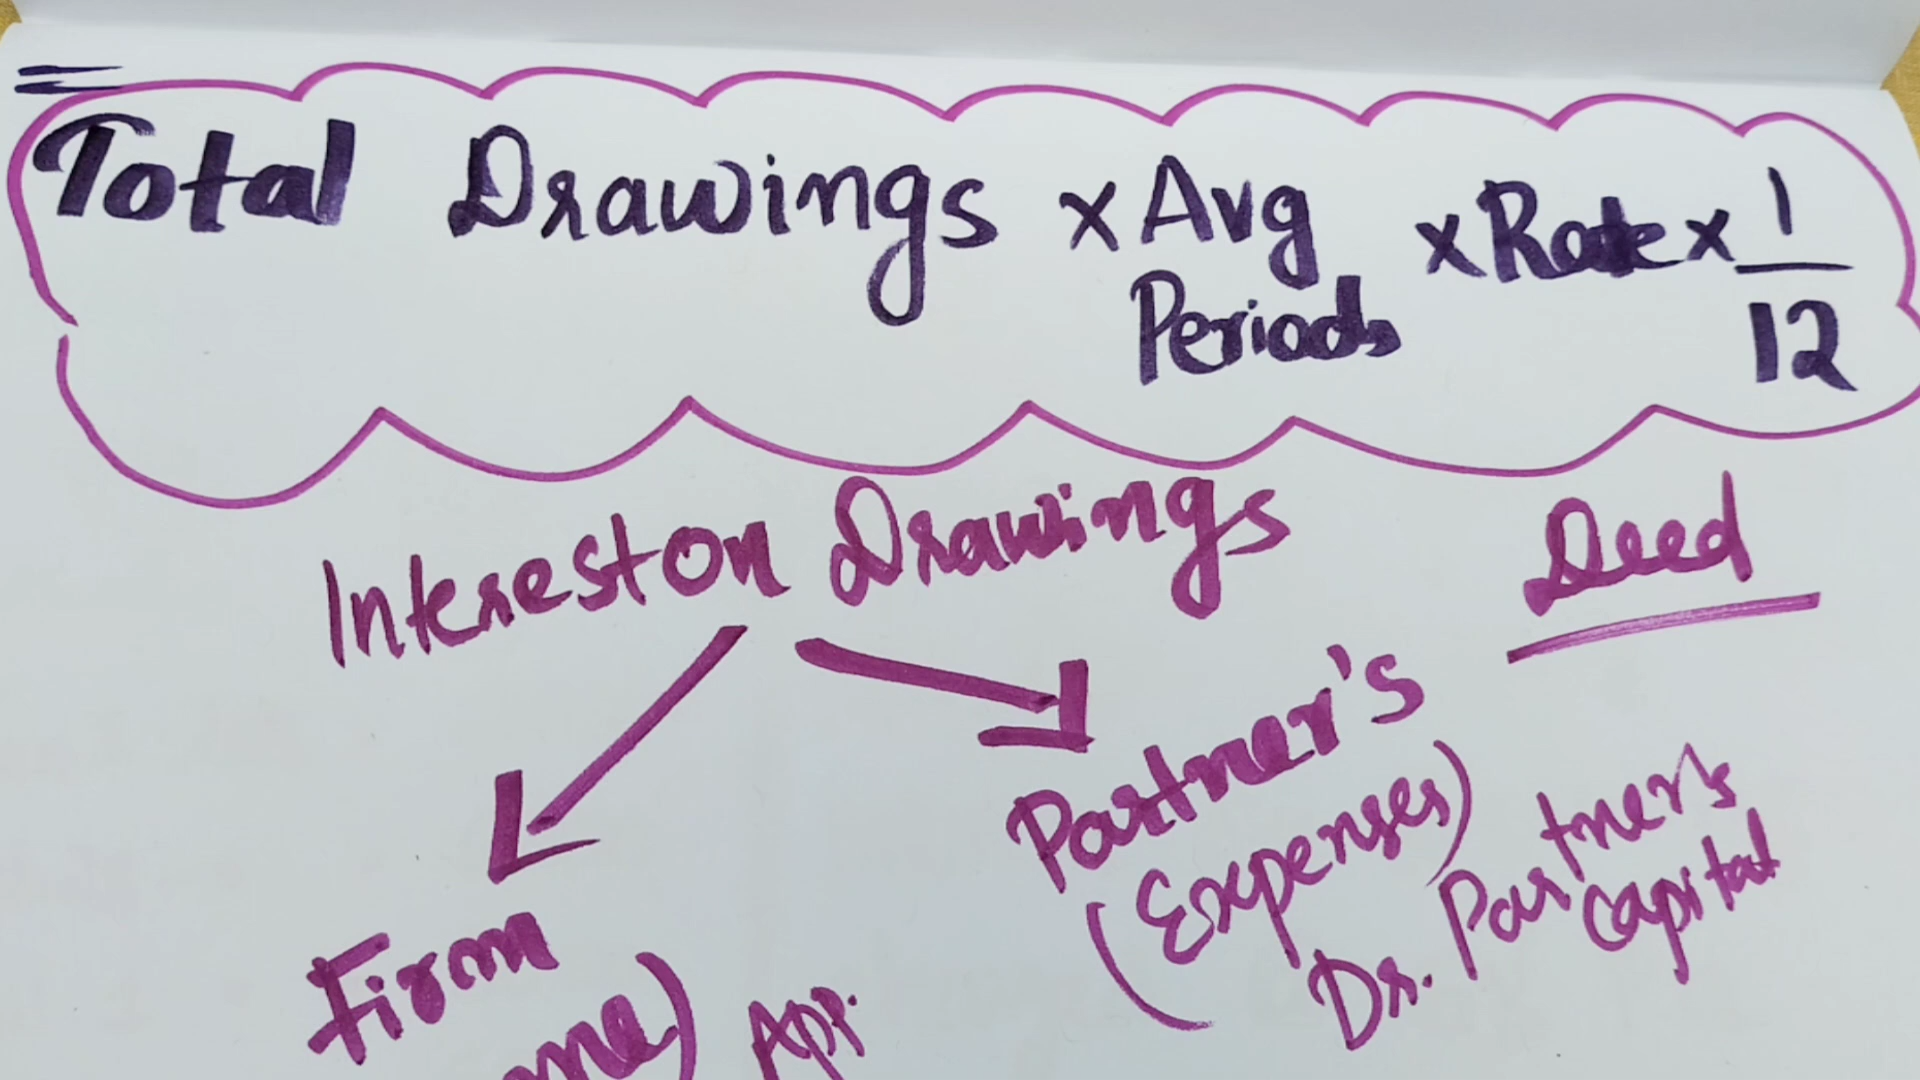 Total Drawings x Avg Periods x Rate x 1/12
Interest on Drawings
Deed
Partner's
(Expenses)
Dr. Partner's capital
Firm
App.